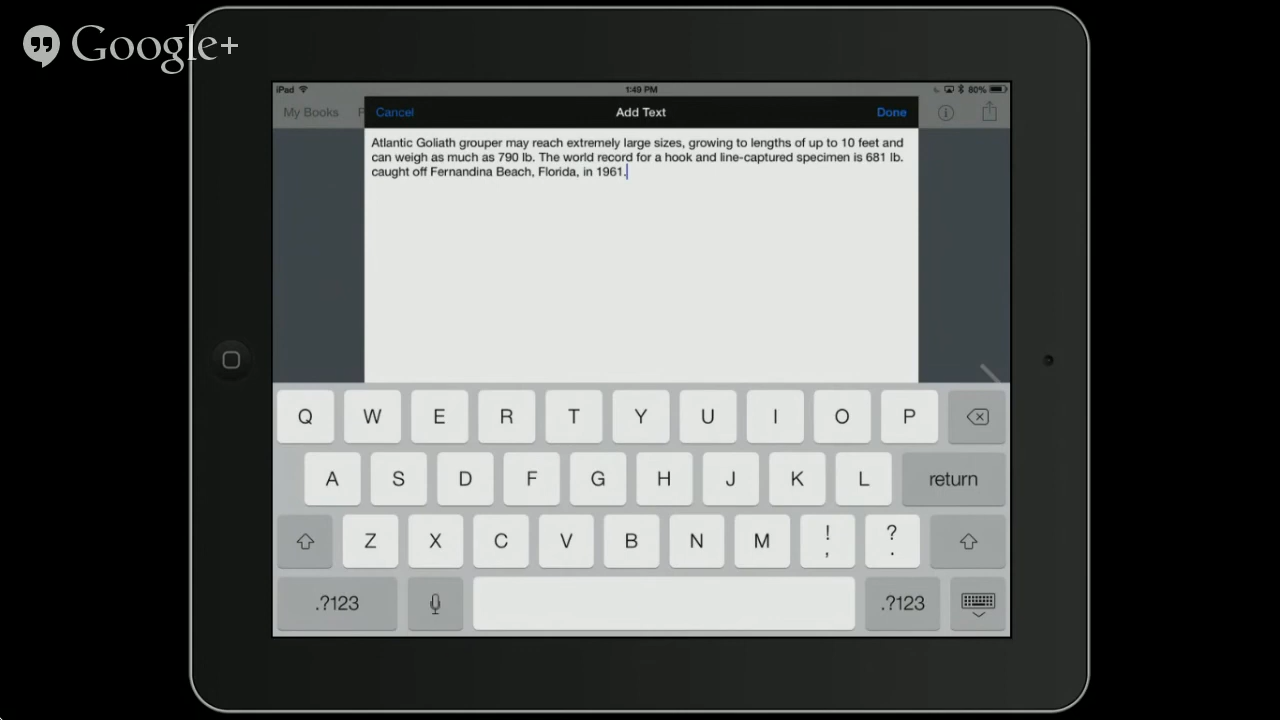 Google+
iPad 1:49 PM 80%
My Books Cancel Add Text Done
Atlantic Goliath grouper may reach extremely large sizes, growing to lengths of up to 10 feet and
can weigh as much as 790 lb. The world record for a hook and line-captured specimen is 681 lb.
caught off Fernandina Beach, Florida, in 1961.
Q W E R T Y U I O P
A S D F G H J K L return
Z X C V B N M ! , ? .
.?123 .?123